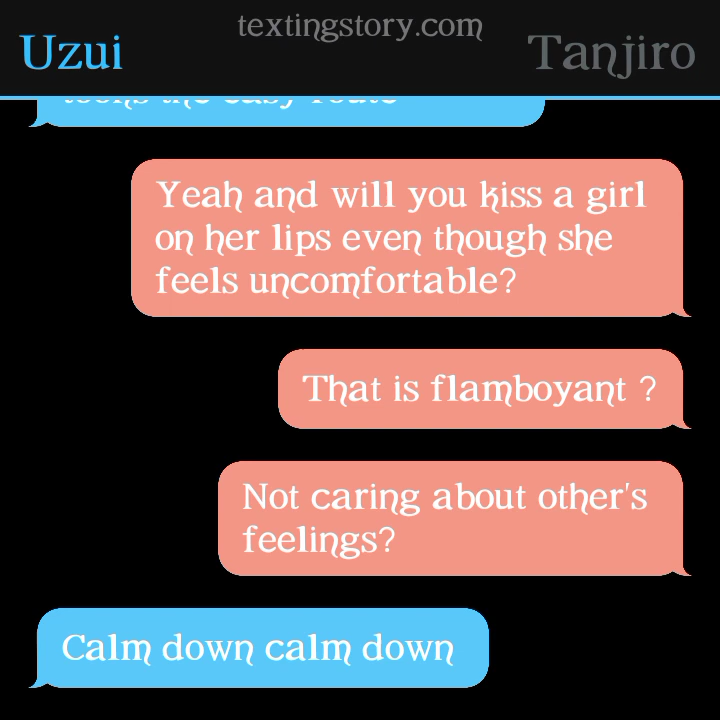 textingstory.com
Uzui
Tanjiro
Yeah and will you kiss a girl
on her lips even though she
feels uncomfortable?
That is flamboyant ?
Not caring about other's
feelings?
Calm down calm down